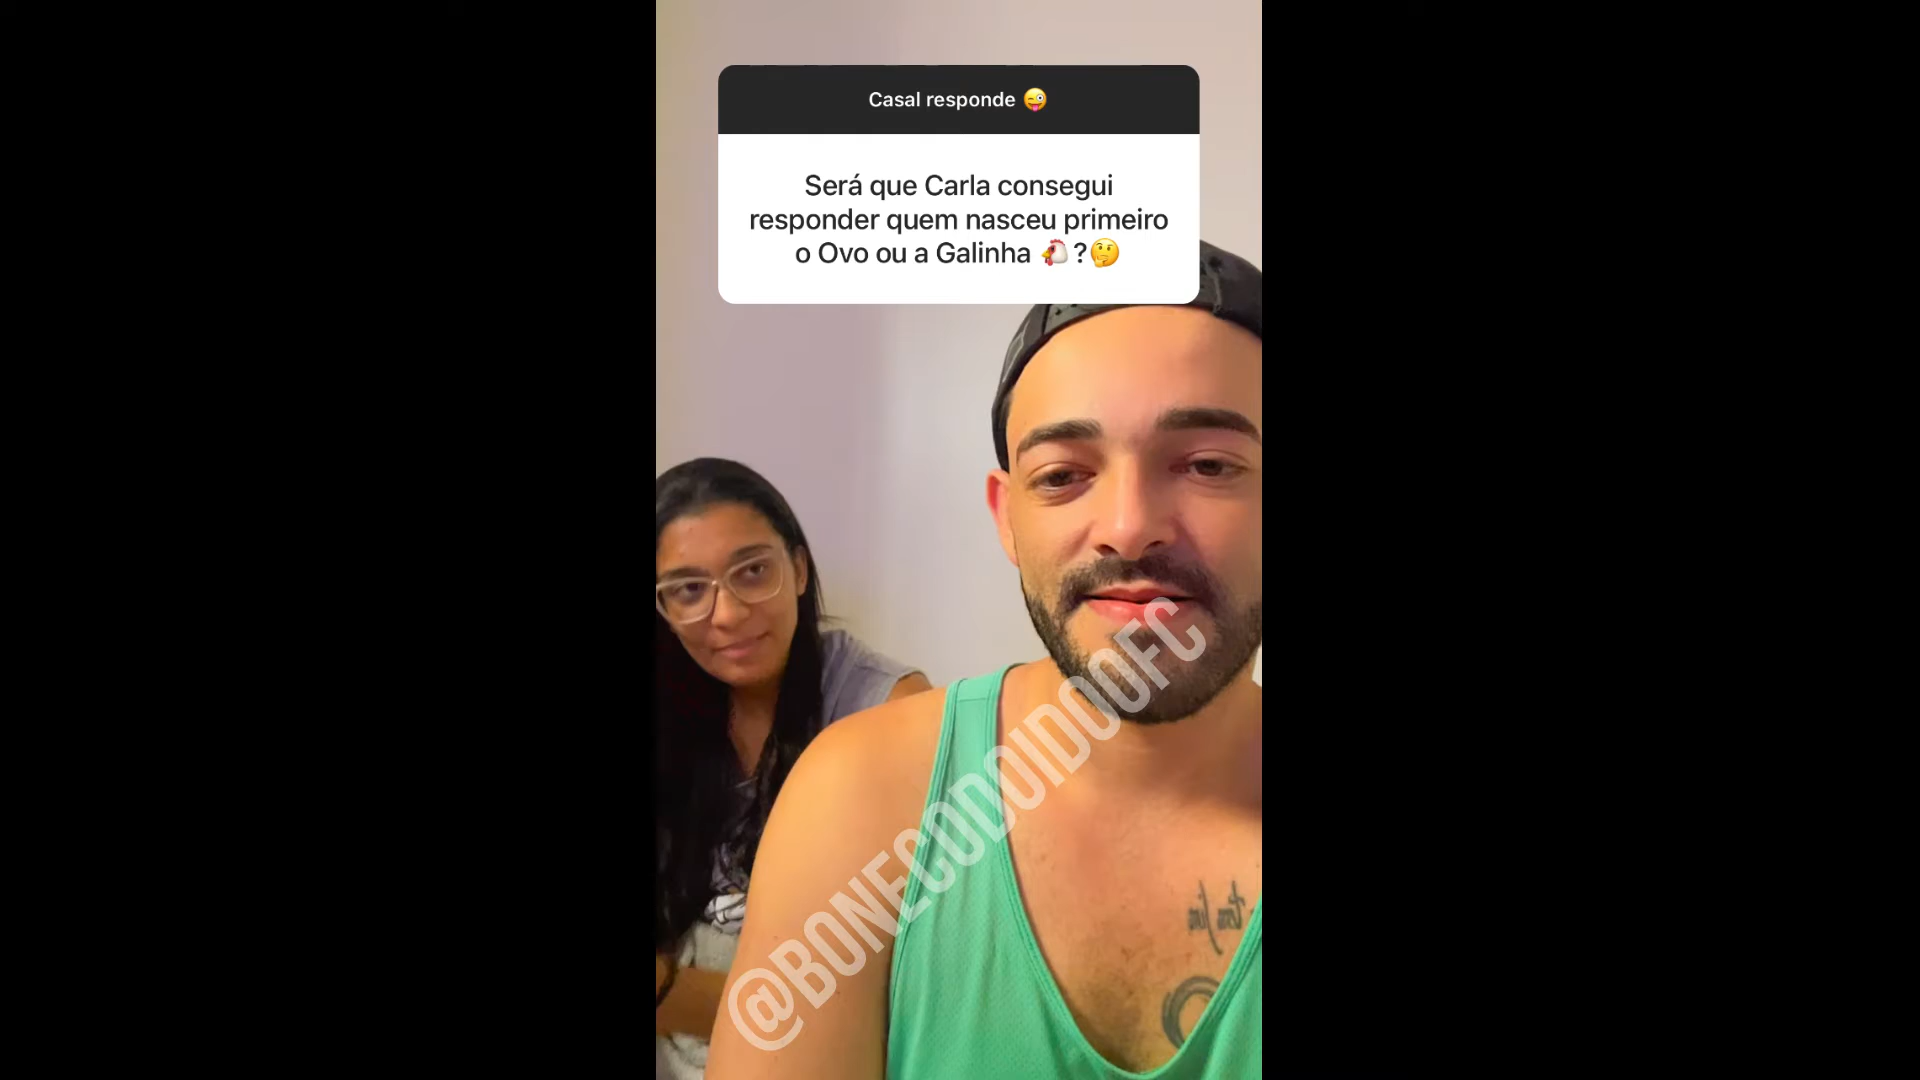 Casal responde 😜
Será que Carla consegui
responder quem nasceu primeiro
o Ovo ou a Galinha 🐔?🤔
@BONECODOIDOOFC